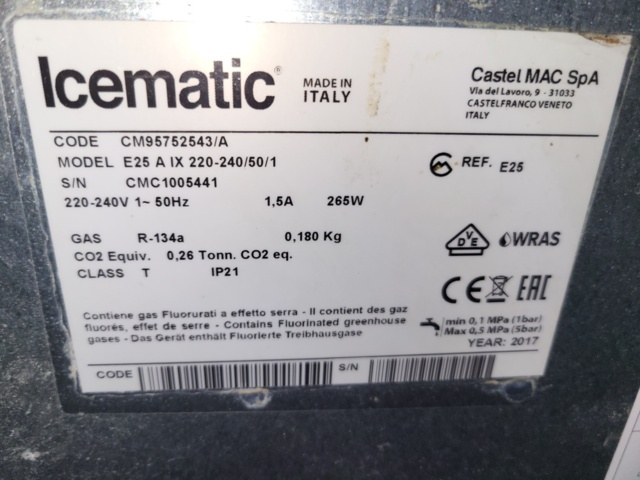 Icematic®
MADE IN
ITALY
Castel MAC SpA
Via del Lavoro, 9 - 31033
CASTELFRANCO VENETO
ITALY
CODE CM95752543/A
MODEL E25 A IX 220-240/50/1
S/N CMC1005441
REF. E25
220-240V 1~ 50Hz 1,5A 265W
GAS R-134a 0,180 Kg
CO2 Equiv. 0,26 Tonn. CO2 eq.
CLASS T IP21
DVE WRAS
CE EAC
Contiene gas Fluorurati a effetto serra - Il contient des gaz
fluorés, effet de serre - Contains Fluorinated greenhouse
gases - Das Gerät enthält Fluorierte Treibhausgase
min 0,1 MPa (1bar)
Max 0,5 MPa (5bar)
YEAR: 2017
CODE S/N